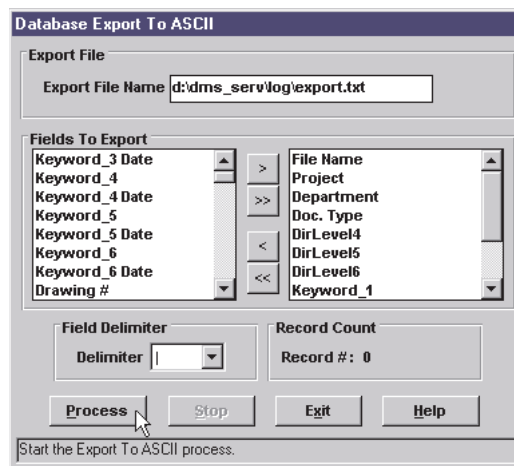 Database Export To ASCII
Export File
Export File Name d:\dms_serv\log\export.txt
Fields To Export
Keyword_3 Date
Keyword_4
Keyword_4 Date
Keyword_5
Keyword_5 Date
Keyword_6
Keyword_6 Date
Drawing #
>
>>
<
<<
File Name
Project
Department
Doc. Type
DirLevel4
DirLevel5
DirLevel6
Keyword_1
Field Delimiter
Delimiter |
Record Count
Record #: 0
Process Stop Exit Help
Start the Export To ASCII process.